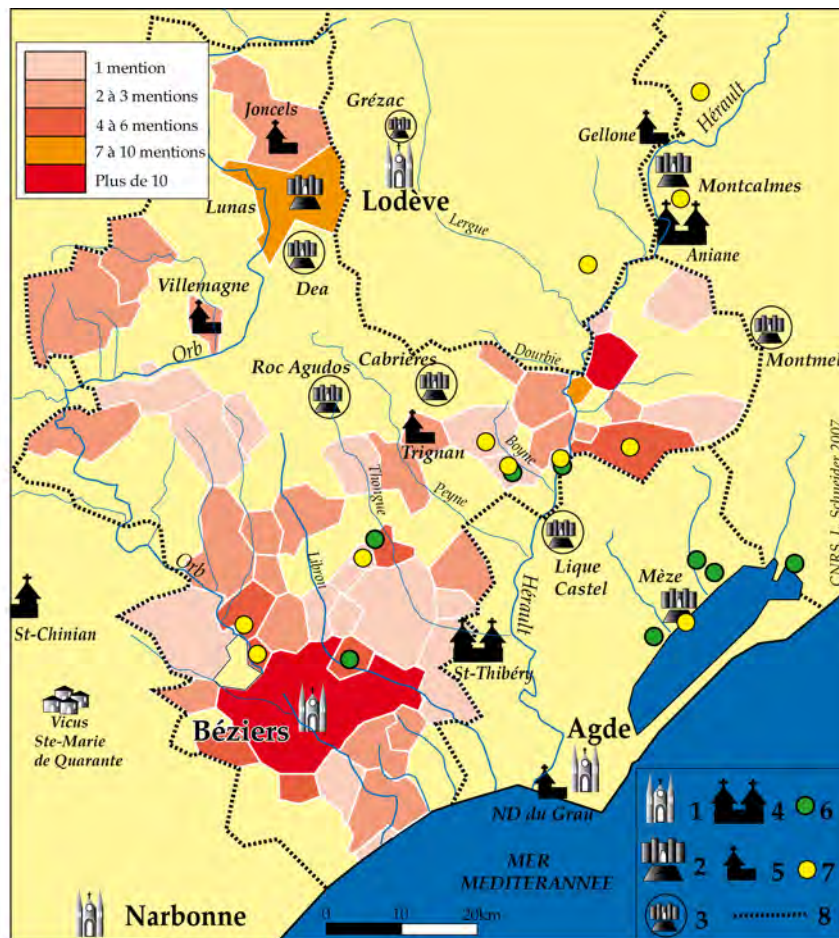 1 mention
2 à 3 mentions
4 à 6 mentions
7 à 10 mentions
Plus de 10
Joncels
Grézac
Hérault
Gellone
Lunas
Lodève
Montcalmes
Lergue
Aniane
Dea
Villemagne
Orb
Roc Agudos
Cabrières
Dourbie
Montmel
Trignan
Boyne
Thongue
Peyne
Orb
Libron
Hérault
Lique
Castel
Mèze
CNRS, L. Schneider 2007
St-Chinian
St-Thibéry
Vicus
Ste-Marie
de Quarante
Béziers
Agde
ND du Grau
MER
MEDITERANNEE
Narbonne
0 10 20km
1 4 6
2 5 7
3 8